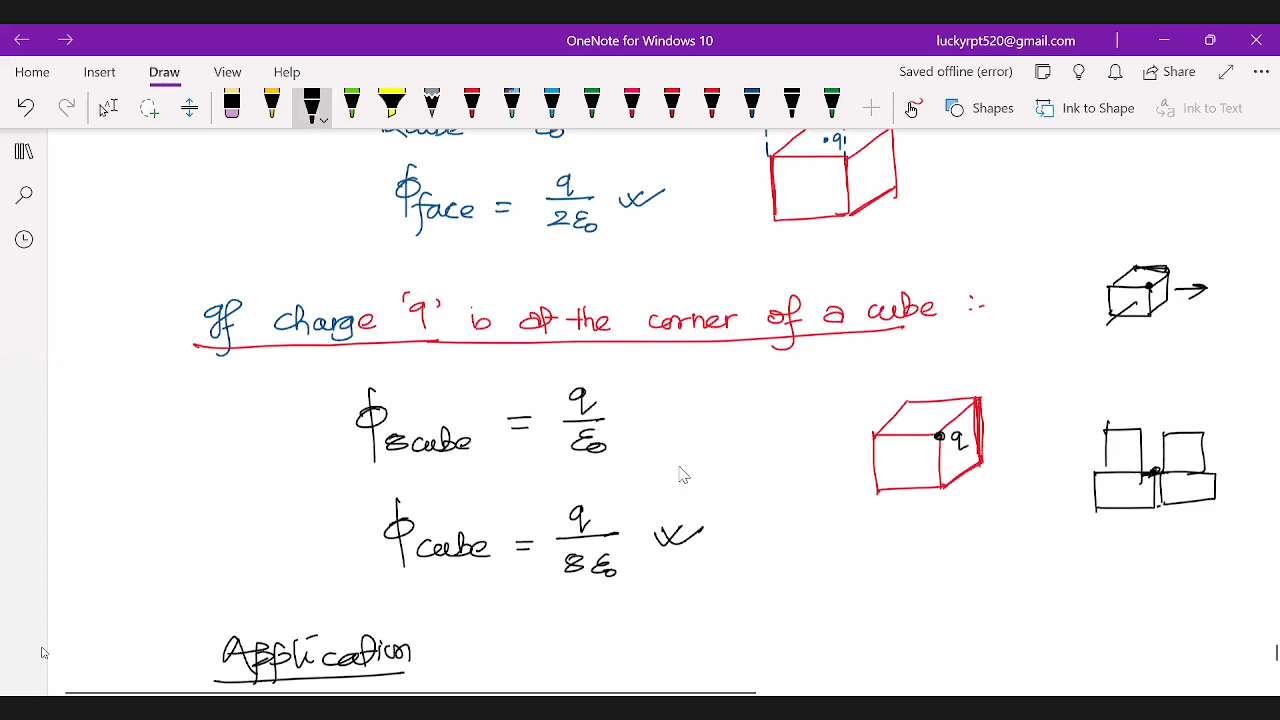 OneNote for Windows 10
luckyrpt520@gmail.com
Home Insert Draw View Help
Saved offline (error)
Share
Shapes
Ink to Shape
Ink to Text
q
ϕface = q/2ε₀
If charge 'q' is at the corner of a cube :-
ϕ8cube = q/ε₀
q
ϕcube = q/8ε₀
Application